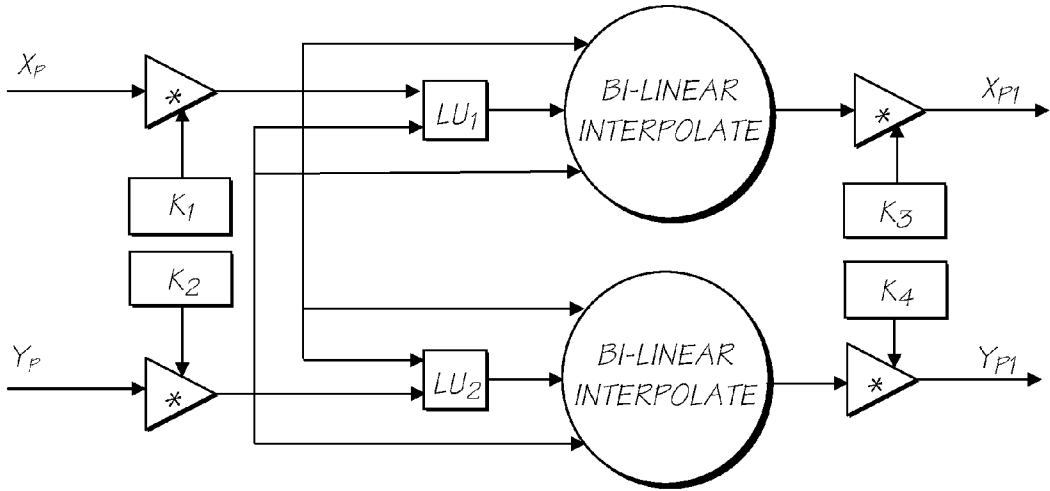 X_P
*
K_1
LU_1
BI-LINEAR
INTERPOLATE
*
K_3
X_P1
K_2
Y_P
*
LU_2
BI-LINEAR
INTERPOLATE
K_4
*
Y_P1